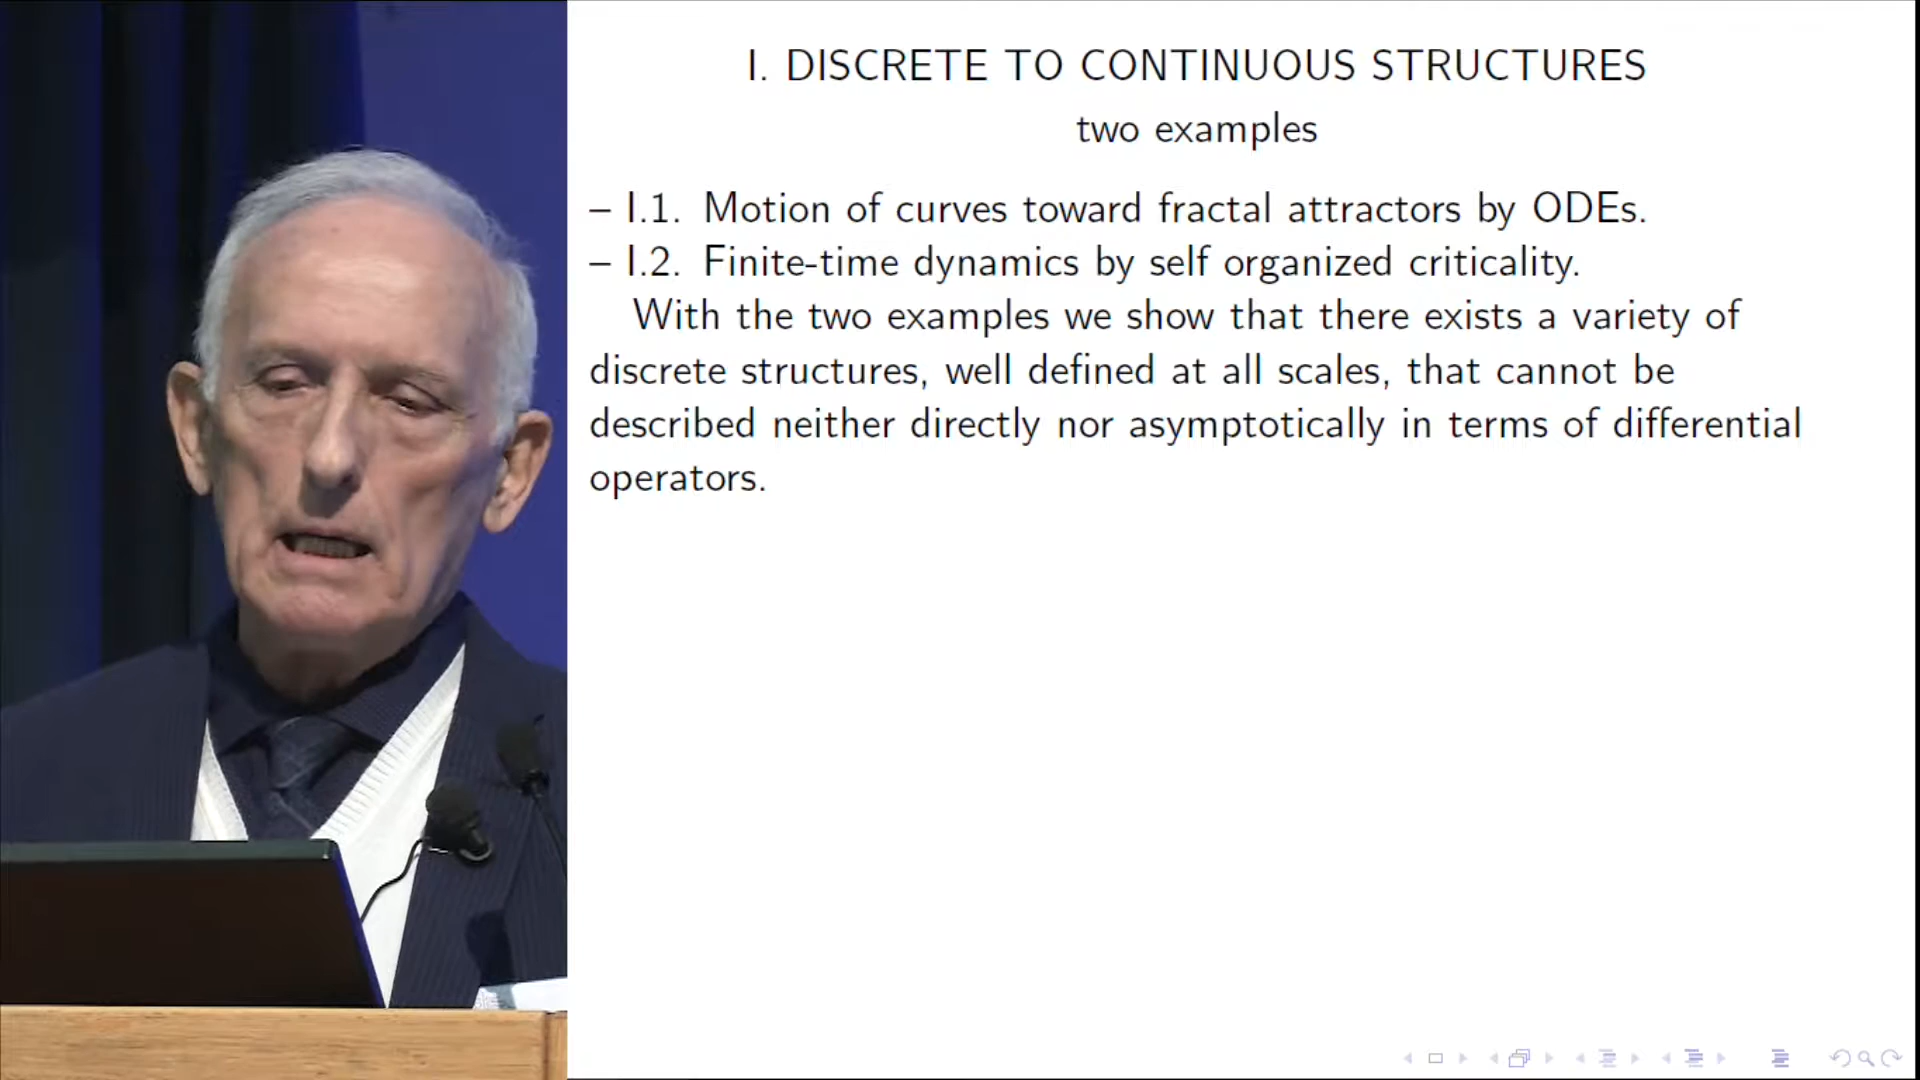 I. DISCRETE TO CONTINUOUS STRUCTURES
two examples
– I.1. Motion of curves toward fractal attractors by ODEs.
– I.2. Finite-time dynamics by self organized criticality.
With the two examples we show that there exists a variety of
discrete structures, well defined at all scales, that cannot be
described neither directly nor asymptotically in terms of differential
operators.